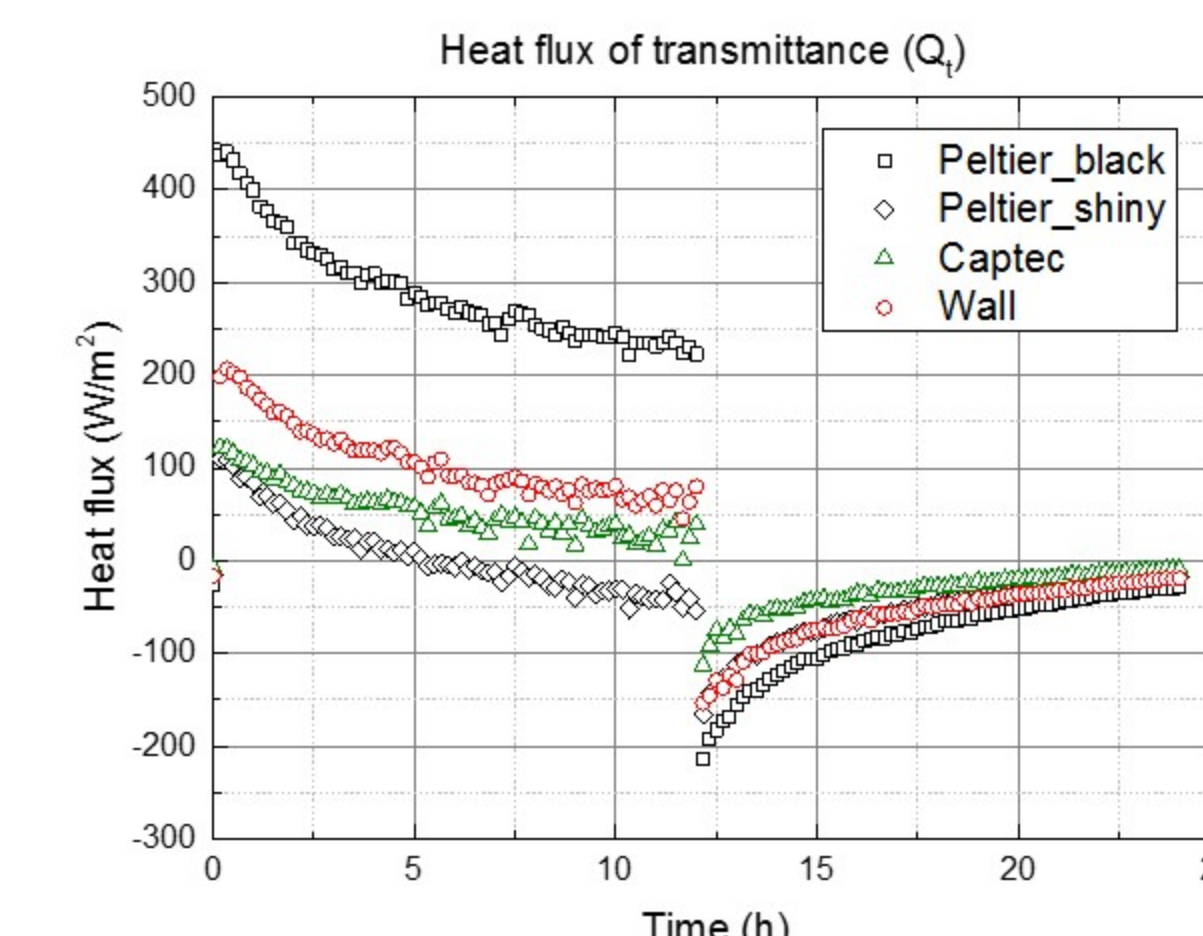 Heat flux of transmittance (Qt)
500
400
300
200
100
0
-100
-200
-300
Heat flux (W/m²)
Peltier_black
Peltier_shiny
Captec
Wall
0 5 10 15 20
Time (h)